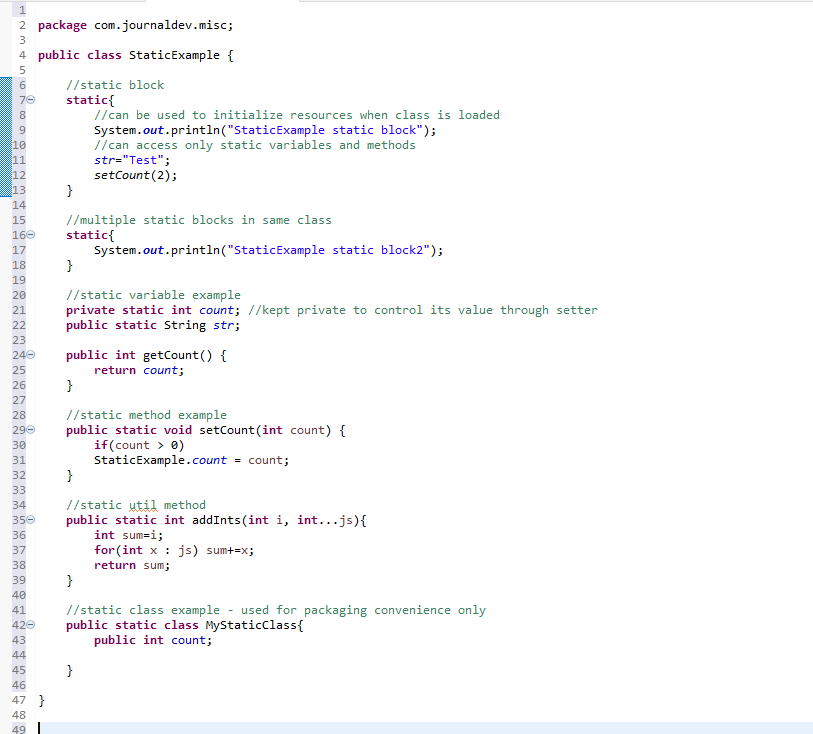 1
2 package com.journaldev.misc;
3
4 public class StaticExample {
5
6     //static block
7     static{
8         //can be used to initialize resources when class is loaded
9         System.out.println("StaticExample static block");
10         //can access only static variables and methods
11         str="Test";
12         setCount(2);
13     }
14
15     //multiple static blocks in same class
16     static{
17         System.out.println("StaticExample static block2");
18     }
19
20     //static variable example
21     private static int count; //kept private to control its value through setter
22     public static String str;
23
24     public int getCount() {
25         return count;
26     }
27
28     //static method example
29     public static void setCount(int count) {
30         if(count > 0)
31         StaticExample.count = count;
32     }
33
34     //static util method
35     public static int addInts(int i, int...js){
36         int sum=i;
37         for(int x : js) sum+=x;
38         return sum;
39     }
40
41     //static class example - used for packaging convenience only
42     public static class MyStaticClass{
43         public int count;
44
45     }
46
47 }
48
49